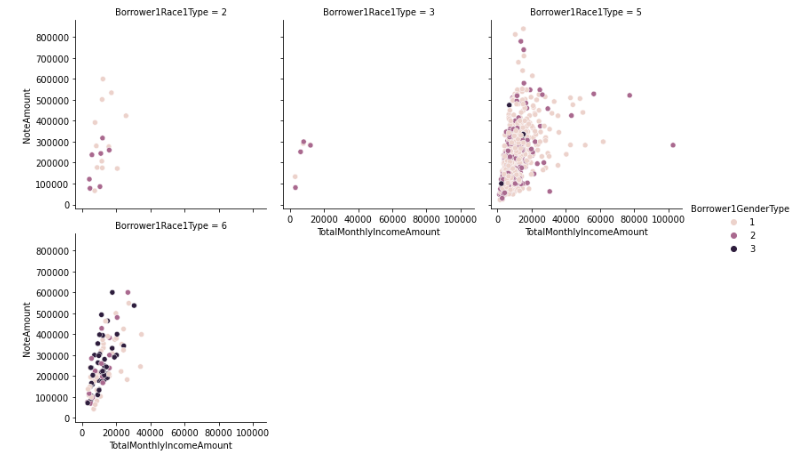 Borrower1Race1Type = 2
Borrower1Race1Type = 3
Borrower1Race1Type = 5
800000
700000
600000
500000
400000
300000
200000
100000
0
NoteAmount
0 20000 40000 60000 80000 100000
TotalMonthlyIncomeAmount
0 20000 40000 60000 80000 100000
TotalMonthlyIncomeAmount
Borrower1GenderType
1
2
3
Borrower1Race1Type = 6
800000
700000
600000
500000
400000
300000
200000
100000
0
NoteAmount
0 20000 40000 60000 80000 100000
TotalMonthlyIncomeAmount